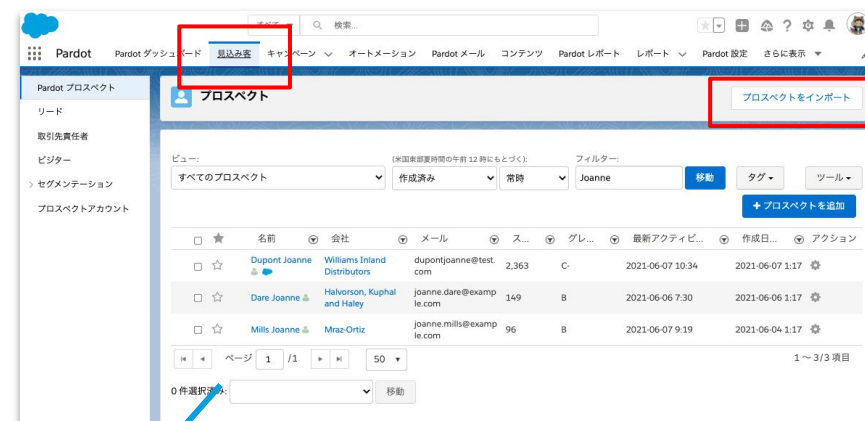 すべて 検索...
Pardot Pardot ダッシュボード 見込み客 キャンペーン オートメーション Pardot メール コンテンツ Pardot レポート レポート Pardot 設定 さらに表示
Pardot プロスペクト
リード
取引先責任者
ビジター
セグメンテーション
プロスペクトアカウント
プロスペクト
プロスペクトをインポート
ビュー: (米国東部夏時間の午前 12 時にもとづく): フィルター:
すべてのプロスペクト 作成済み 常時 Joanne 移動 タグ ツール
+ プロスペクトを追加
名前 会社 メール ス... グレ... 最新アクティビ... 作成日... アクション
Dupont Joanne Williams Inland Distributors dupontjoanne@test.com 2,363 C- 2021-06-07 10:34 2021-06-07 1:17
Dare Joanne Halvorson, Kuphal and Haley joanne.dare@example.com 149 B 2021-06-06 7:30 2021-06-06 1:17
Mills Joanne Mraz-Ortiz joanne.mills@example.com 96 B 2021-06-07 9:19 2021-06-04 1:17
ページ 1 /1 50 1 ~ 3/3 項目
0 件選択済み: 移動